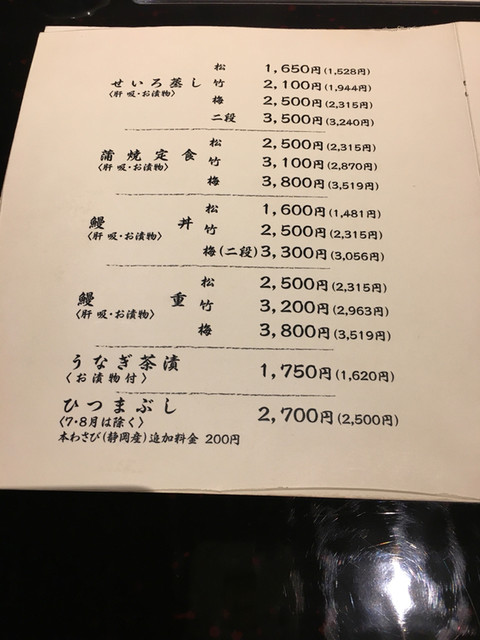 松 1,650円(1,528円)
せいろ蒸し 竹 2,100円(1,944円)
〈肝吸・お漬物〉
梅 2,500円(2,315円)
二段 3,500円(3,240円)
松 2,500円(2,315円)
蒲焼定食 竹 3,100円(2,870円)
〈肝吸・お漬物〉
梅 3,800円(3,519円)
松 1,600円(1,481円)
鰻丼 竹 2,500円(2,315円)
〈肝吸・お漬物〉
梅(二段) 3,300円(3,056円)
松 2,500円(2,315円)
鰻重 竹 3,200円(2,963円)
〈肝吸・お漬物〉
梅 3,800円(3,519円)
うなぎ茶漬 1,750円(1,620円)
〈お漬物付〉
ひつまぶし 2,700円(2,500円)
〈7・8月は除く〉
本わさび(静岡産)追加料金 200円